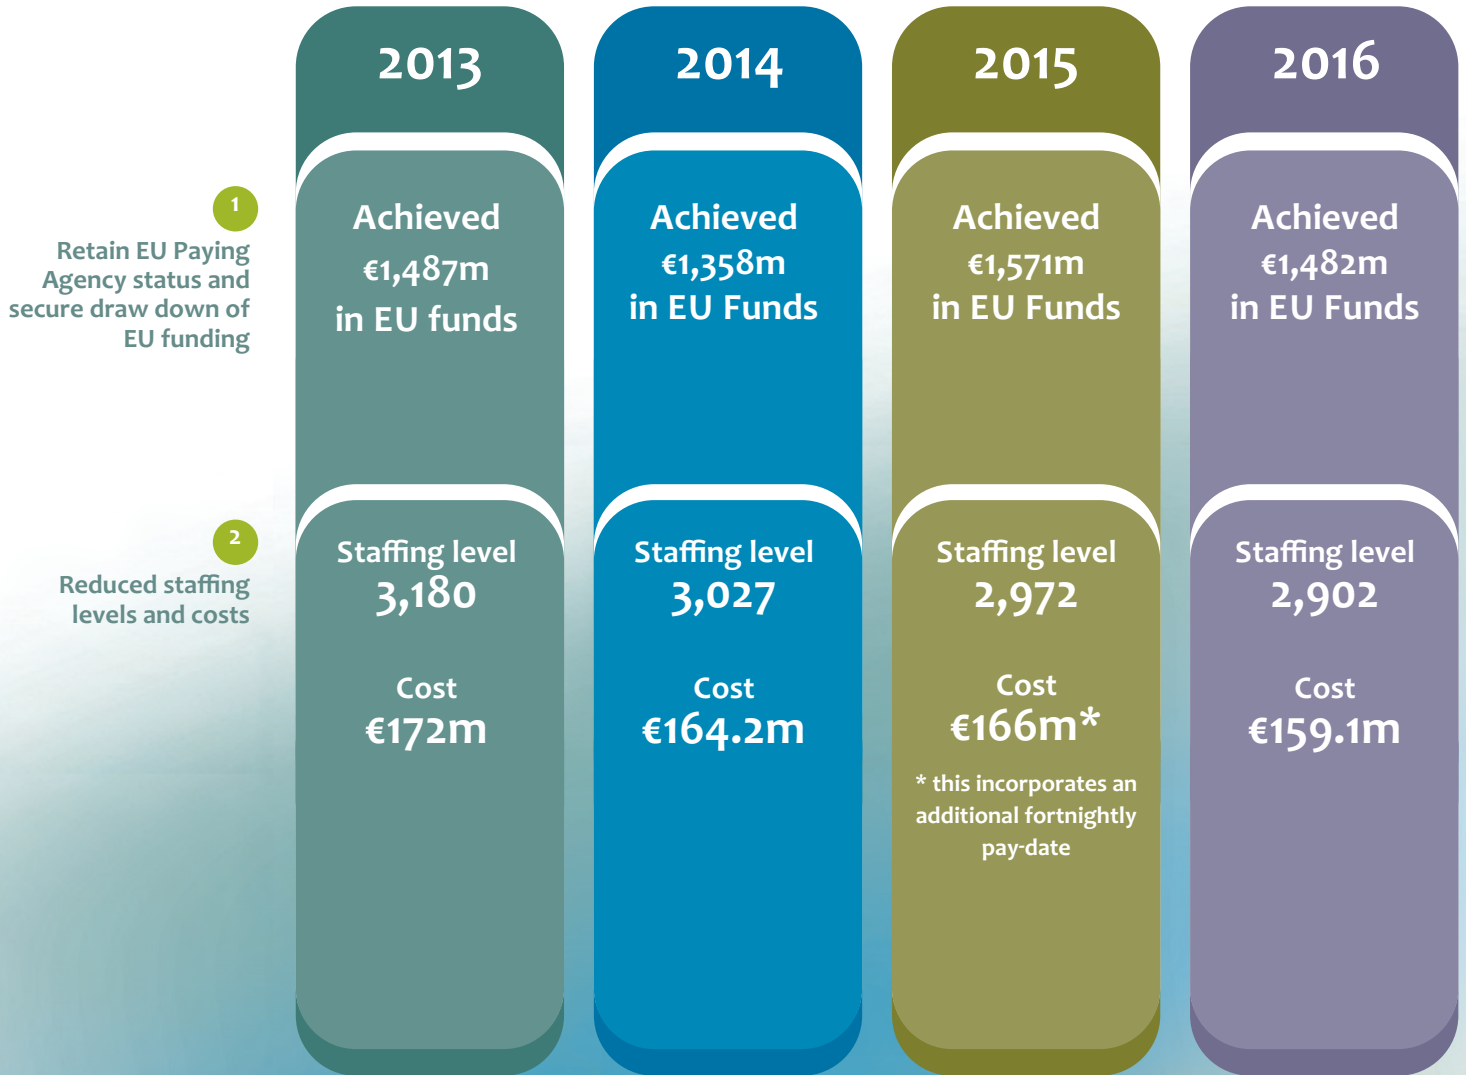 2013
2014
2015
2016
1
Retain EU Paying
Agency status and
secure draw down of
EU funding
Achieved
€1,487m
in EU funds
Achieved
€1,358m
in EU Funds
Achieved
€1,571m
in EU Funds
Achieved
€1,482m
in EU Funds
2
Reduced staffing
levels and costs
Staffing level
3,180
Cost
€172m
Staffing level
3,027
Cost
€164.2m
Staffing level
2,972
Cost
€166m*
* this incorporates an
additional fortnightly
pay-date
Staffing level
2,902
Cost
€159.1m